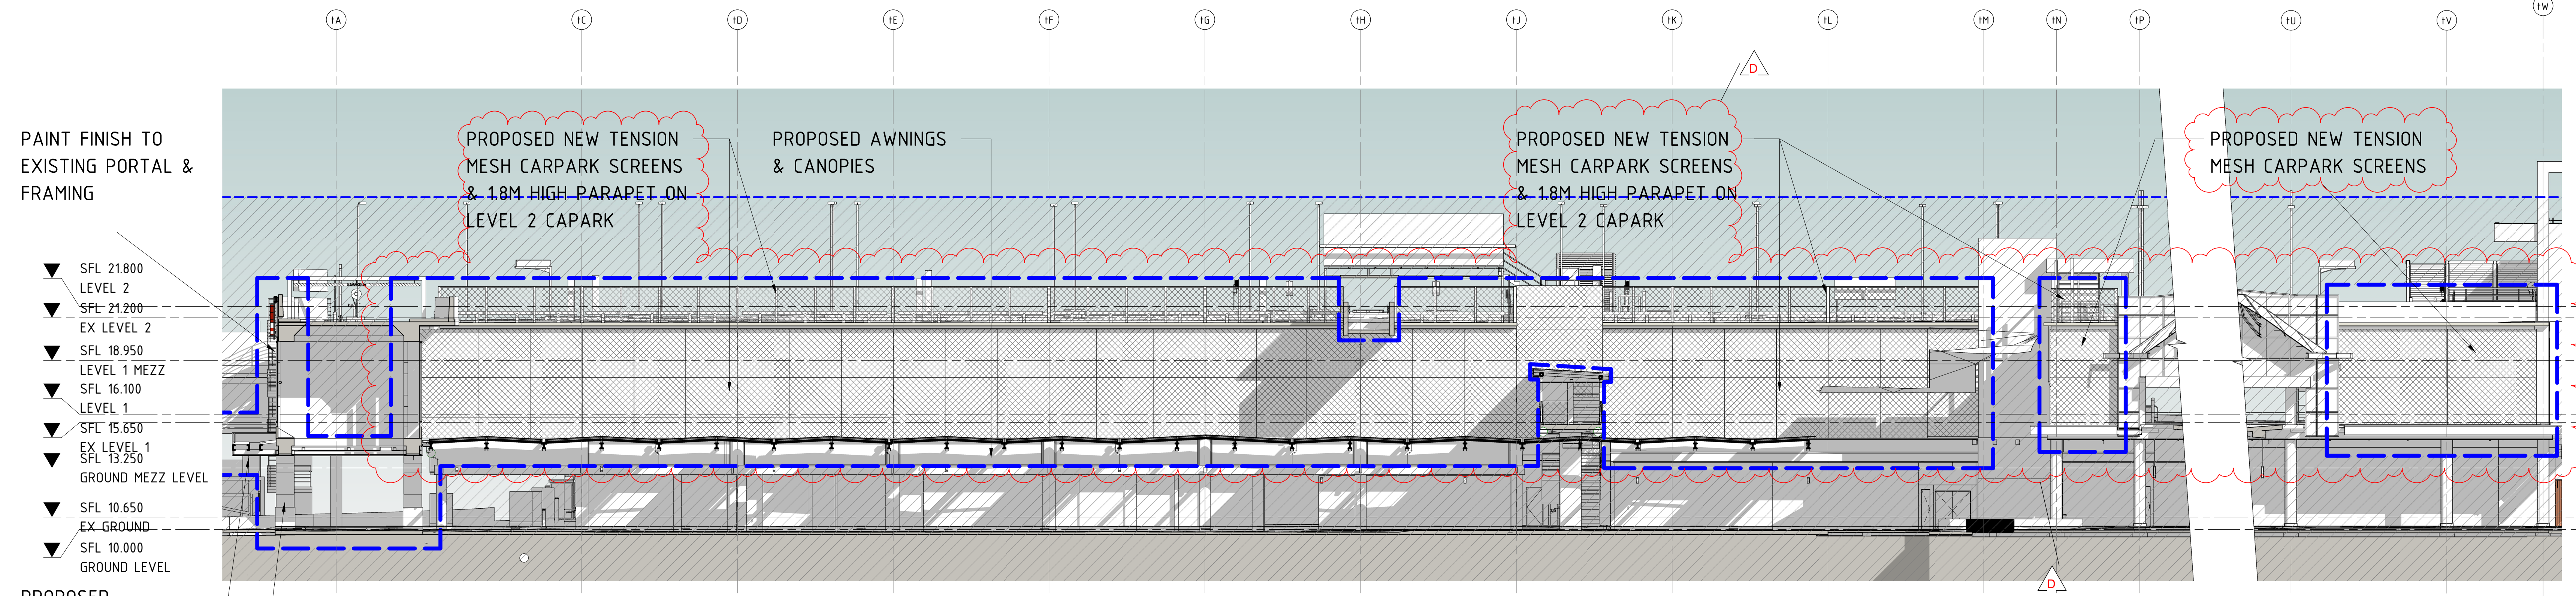 tA tC tD tE tF tG tH tJ tK tL tM tN tP tU tV tW
D
PAINT FINISH TO
EXISTING PORTAL &
FRAMING
PROPOSED NEW TENSION
MESH CARPARK SCREENS
& 1.8M HIGH PARAPET ON
LEVEL 2 CAPARK
PROPOSED AWNINGS
& CANOPIES
PROPOSED NEW TENSION
MESH CARPARK SCREENS
& 1.8M HIGH PARAPET ON
LEVEL 2 CAPARK
PROPOSED NEW TENSION
MESH CARPARK SCREENS
SFL 21.800
LEVEL 2
SFL 21.200
EX LEVEL 2
SFL 18.950
LEVEL 1 MEZZ
SFL 16.100
LEVEL 1
SFL 15.650
EX LEVEL 1
SFL 13.250
GROUND MEZZ LEVEL
SFL 10.650
EX GROUND
SFL 10.000
GROUND LEVEL
D
PROPOSED